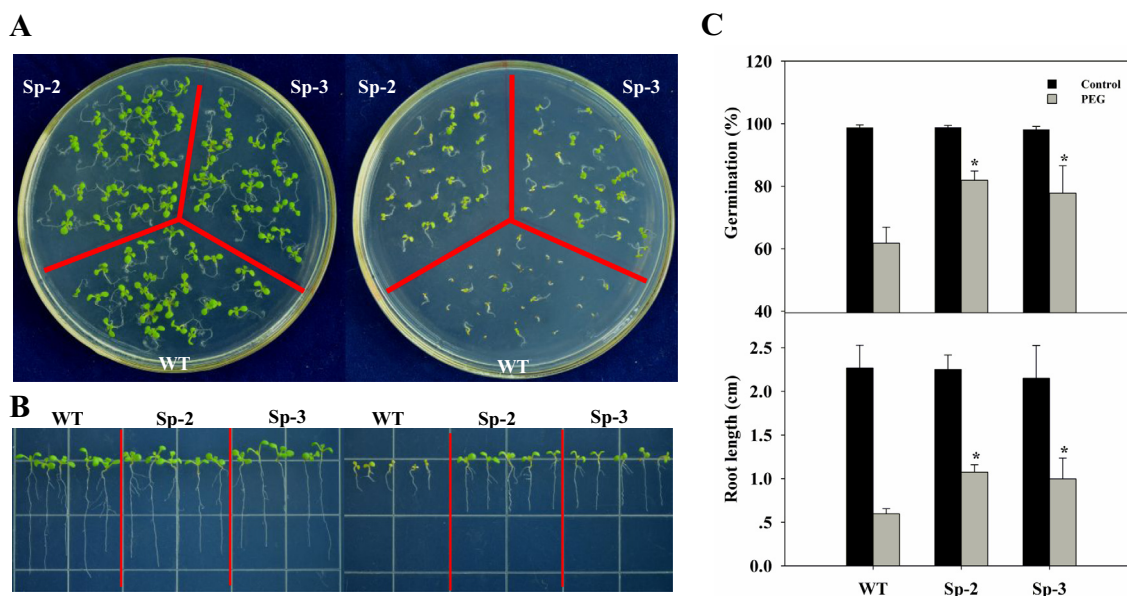 A
Sp-2
Sp-3
WT
Sp-2
Sp-3
WT
B
WT
Sp-2
Sp-3
WT
Sp-2
Sp-3
C
120
100
80
60
40
Germination (%)
Control
PEG
*
*
2.5
2.0
1.5
1.0
.5
0.0
Root length (cm)
*
*
WT
Sp-2
Sp-3